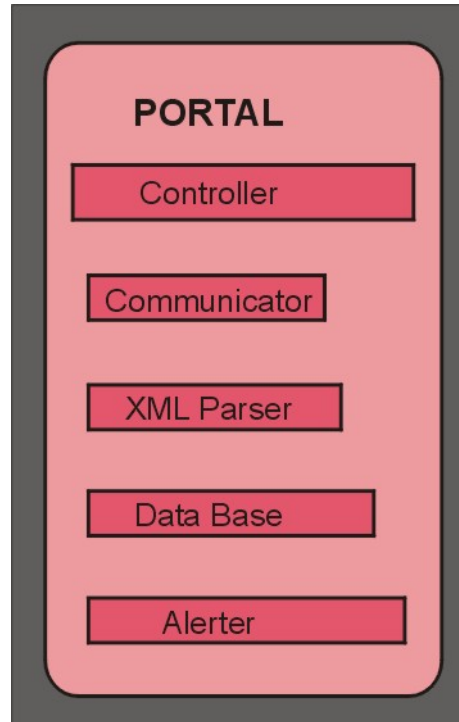 PORTAL
Controller
Communicator
XML Parser
Data Base
Alerter